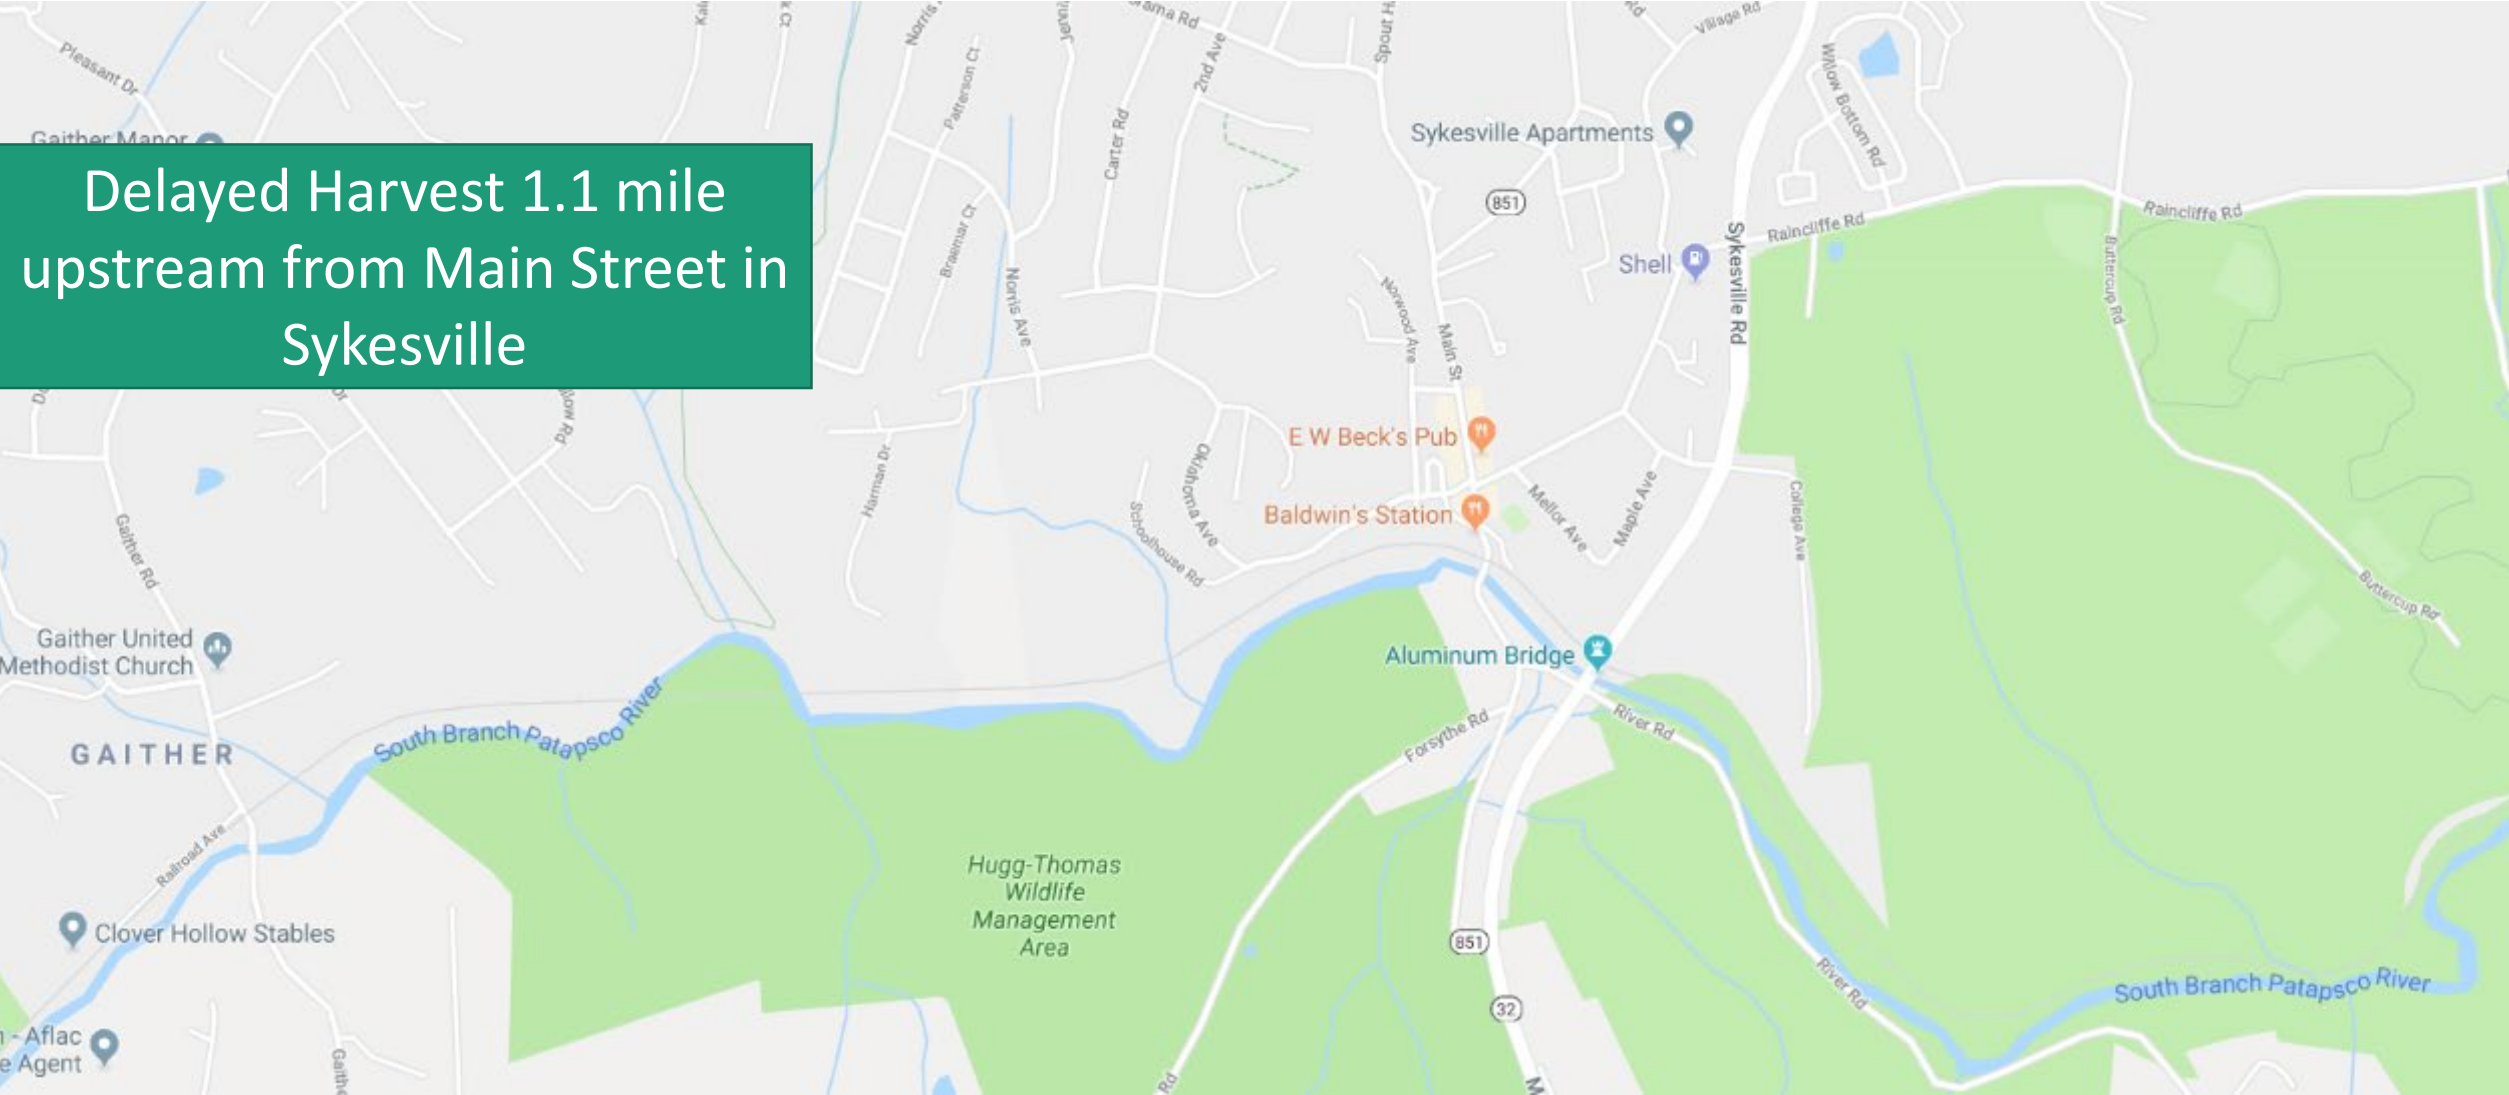 Delayed Harvest 1.1 mile
upstream from Main Street in
Sykesville
Pleasant Dr
Gaither Manor
Patterson Ct
2nd Ave
Carter Rd
Braemar Ct
Norris Ave
Village Rd
Willow Bottom Rd
Sykesville Apartments
851
Raincliffe Rd
Raincliffe Rd
Shell
Sykesville Rd
Buttercup Rd
Norwood Ave
Main St
E W Beck's Pub
Baldwin's Station
Harman Dr
Oklahoma Ave
Schoolhouse Rd
Mellor Ave
Maple Ave
College Ave
Buttercup Rd
Gaither Rd
Gaither United
Methodist Church
Aluminum Bridge
South Branch Patapsco River
GAITHER
Forsythe Rd
River Rd
Railroad Ave
Hugg-Thomas
Wildlife
Management
Area
Clover Hollow Stables
851
32
River Rd
South Branch Patapsco River
- Aflac
e Agent
Rd